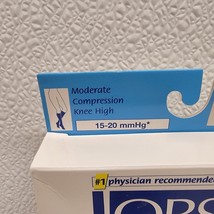 Moderate
Compression
Knee High
15-20 mmHg*
#1 physician recommended